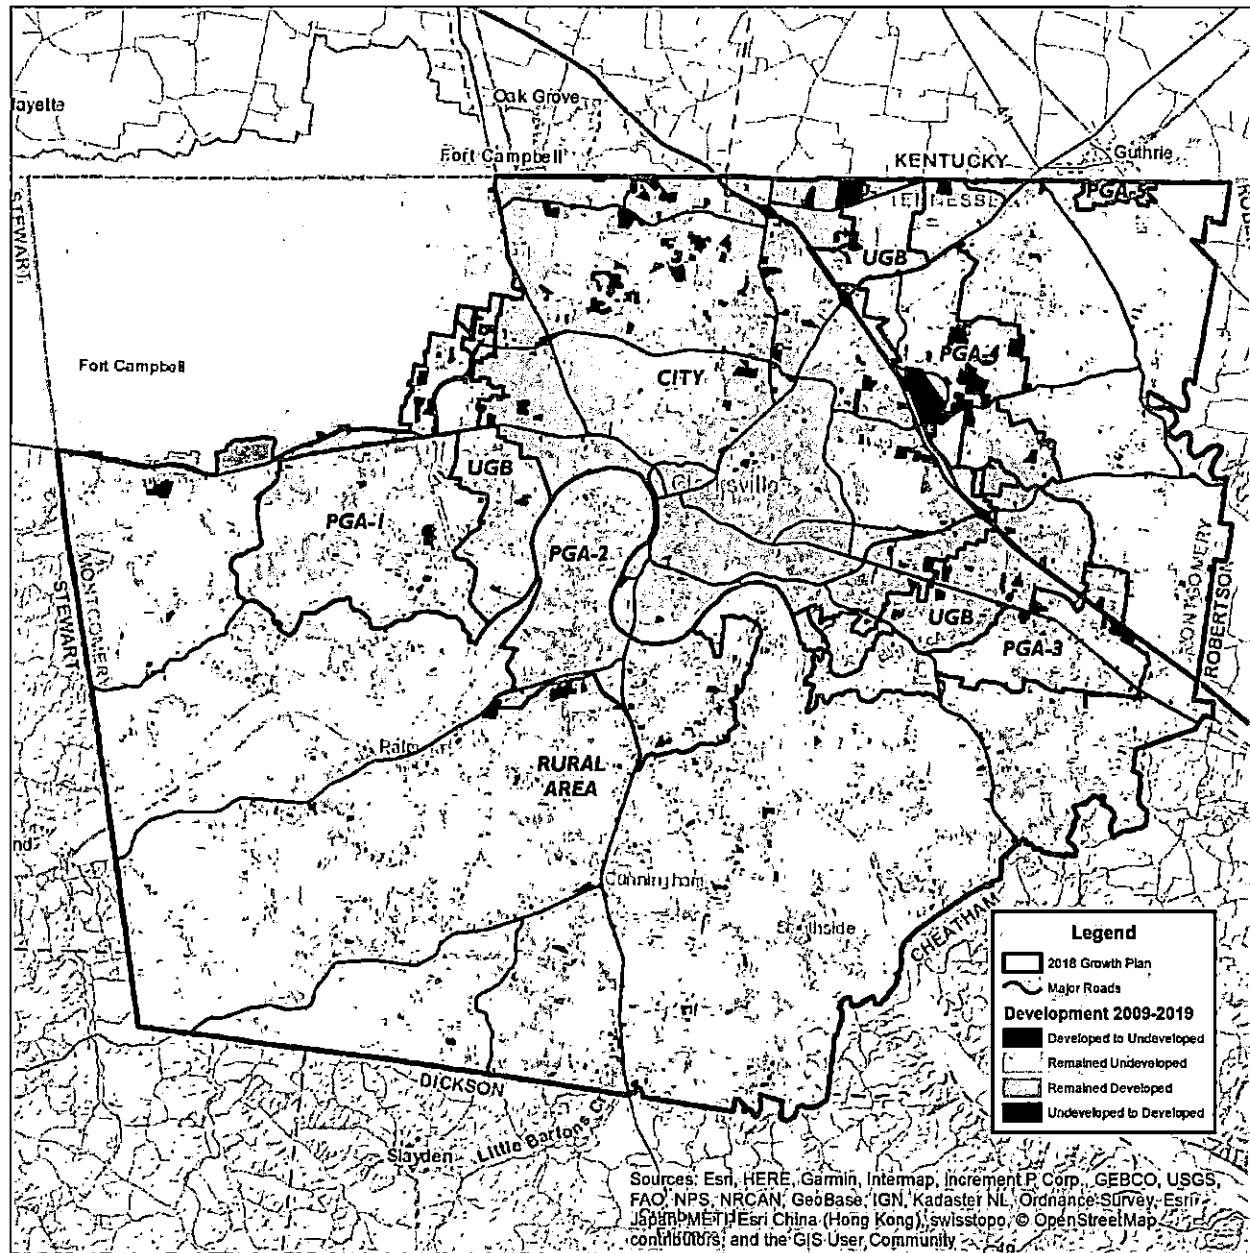 Oak Grove
Fort Campbell
KENTUCKY
Guthrie
41
PGA-5
STEWART
UGB
Fort Campbell
CITY
PGA-4
UGB
Clarksville
PGA-1
PGA-2
UGB
PGA-3
MONTGOMERY
STEWART
MONTGOMERY
ROBERTSON
RURAL
AREA
Cunningham
CHEATHAM
DICKSON
Slayden
Little Bartons
Legend
2018 Growth Plan
Major Roads
Development 2009-2019
Developed to Undeveloped
Remained Undeveloped
Remained Developed
Undeveloped to Developed
Sources: Esri, HERE, Garmin, Intermap, Increment P Corp., GEBCO, USGS,
FAO, NPS, NRCAN, GeoBase, IGN, Kadaster NL, Ordnance Survey, Esri
Japan, METI, Esri China (Hong Kong), swisstopo, © OpenStreetMap
contributors, and the GIS User Community